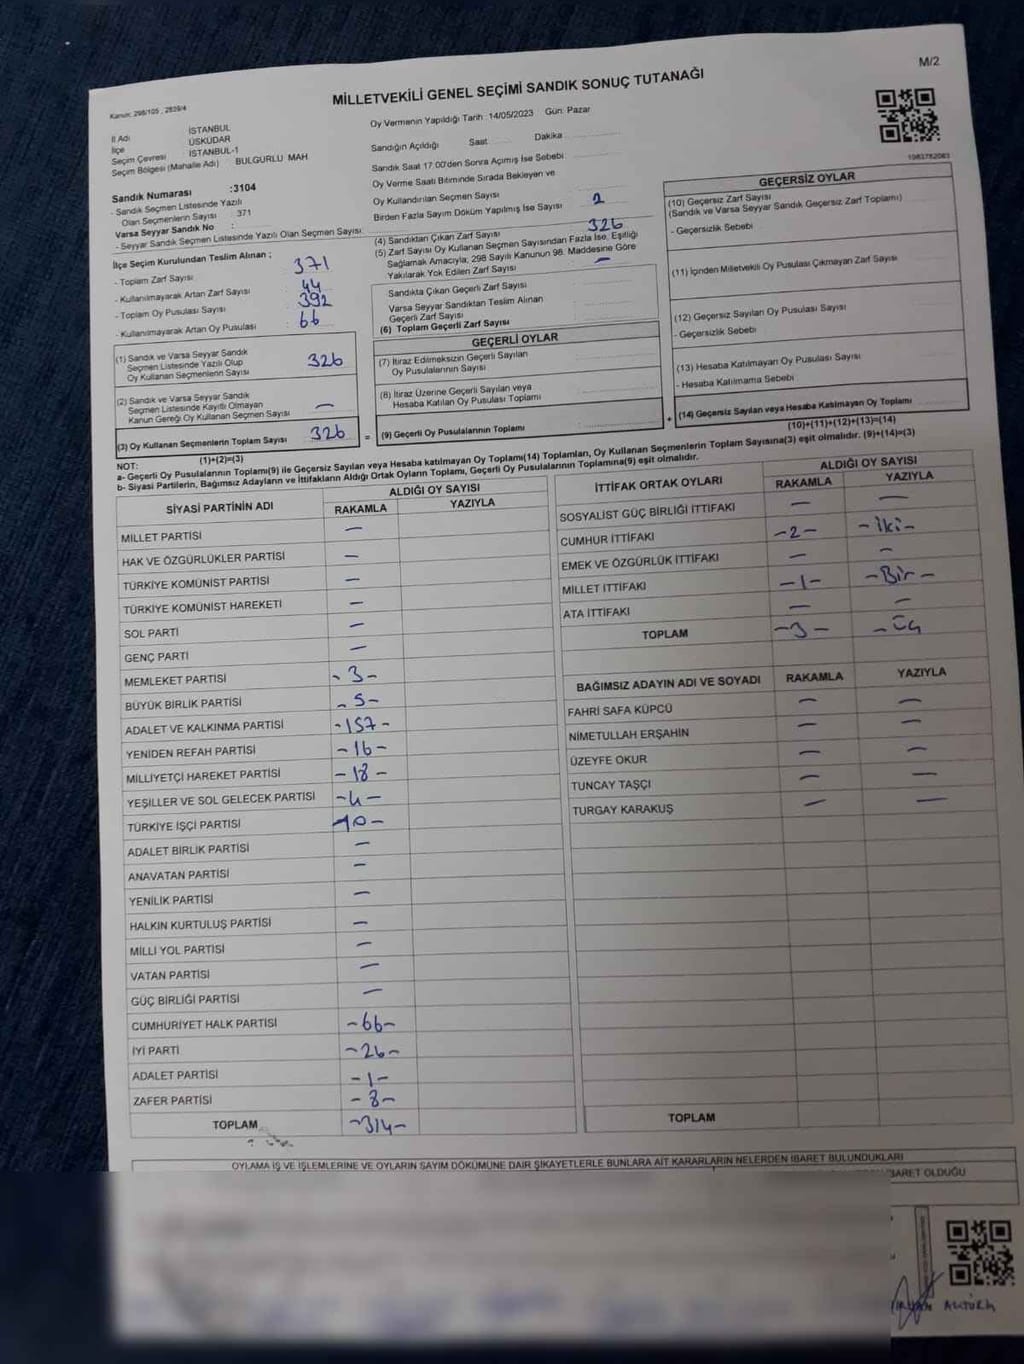 M/2
MİLLETVEKİLİ GENEL SEÇİMİ SANDIK SONUÇ TUTANAĞI
Kanun: 298/105 , 2839/4
İl Adı İSTANBUL
İlçe ÜSKÜDAR
Seçim Çevresi İSTANBUL-1
Seçim Bölgesi (Mahalle Adı) BULGURLU MAH
Sandık Numarası :3104
- Sandık Seçmen Listesinde Yazılı
Olan Seçmenlerin Sayısı : 371
Varsa Seyyar Sandık No :
- Seyyar Sandık Seçmen Listesinde Yazılı Olan Seçmen Sayısı:
İlçe Seçim Kurulundan Teslim Alınan ;
- Toplam Zarf Sayısı : 371
- Kullanılmayarak Artan Zarf Sayısı : 44
- Toplam Oy Pusulası Sayısı : 392
- Kullanılmayarak Artan Oy Pusulası : 66
(1) Sandık ve Varsa Seyyar Sandık
Seçmen Listesinde Yazılı Olup
Oy Kullanan Seçmenlerin Sayısı 326
(2) Sandık ve Varsa Seyyar Sandık
Seçmen Listesinde Kayıtlı Olmayan
Kanun Gereği Oy Kullanan Seçmen Sayısı —
(3) Oy Kullanan Seçmenlerin Toplam Sayısı 326
(1)+(2)=(3)
Oy Vermenin Yapıldığı Tarih : 14/05/2023 Gün: Pazar
Sandığın Açıldığı Saat Dakika
Sandık Saat 17:00'den Sonra Açılmış İse Sebebi
Oy Verme Saati Bitiminde Sırada Bekleyen ve
Oy Kullandırılan Seçmen Sayısı
Birden Fazla Sayım Döküm Yapılmış İse Sayısı 2
(4) Sandıktan Çıkan Zarf Sayısı 326
(5) Zarf Sayısı Oy Kullanan Seçmen Sayısından Fazla İse, Eşitliği
Sağlamak Amacıyla; 298 Sayılı Kanunun 98. Maddesine Göre
Yakılarak Yok Edilen Zarf Sayısı —
Sandıkta Çıkan Geçerli Zarf Sayısı
Varsa Seyyar Sandıktan Teslim Alınan
Geçerli Zarf Sayısı
(6) Toplam Geçerli Zarf Sayısı
GEÇERLİ OYLAR
(7) İtiraz Edilmeksizin Geçerli Sayılan
Oy Pusulalarının Sayısı
(8) İtiraz Üzerine Geçerli Sayılan veya
Hesaba Katılan Oy Pusulası Toplamı
= (9) Geçerli Oy Pusulalarının Toplamı +
1983782083
GEÇERSİZ OYLAR
(10) Geçersiz Zarf Sayısı
(Sandık ve Varsa Seyyar Sandık Geçersiz Zarf Toplamı)
- Geçersizlik Sebebi
(11) İçinden Milletvekili Oy Pusulası Çıkmayan Zarf Sayısı
(12) Geçersiz Sayılan Oy Pusulası Sayısı
- Geçersizlik Sebebi
(13) Hesaba Katılmayan Oy Pusulası Sayısı
- Hesaba Katılmama Sebebi
(14) Geçersiz Sayılan veya Hesaba Katılmayan Oy Toplamı
(10)+(11)+(12)+(13)=(14)
NOT:
a- Geçerli Oy Pusulalarının Toplamı(9) ile Geçersiz Sayılan veya Hesaba katılmayan Oy Toplamı(14) Toplamları, Oy Kullanan Seçmenlerin Toplam Sayısına(3) eşit olmalıdır. (9)+(14)=(3)
b- Siyasi Partilerin, Bağımsız Adayların ve İttifakların Aldığı Ortak Oyların Toplamı, Geçerli Oy Pusulalarının Toplamına(9) eşit olmalıdır.
SİYASİ PARTİNİN ADI ALDIĞI OY SAYISI
RAKAMLA YAZIYLA
MİLLET PARTİSİ —
HAK VE ÖZGÜRLÜKLER PARTİSİ —
TÜRKİYE KOMÜNİST PARTİSİ —
TÜRKİYE KOMÜNİST HAREKETİ —
SOL PARTİ —
GENÇ PARTİ —
MEMLEKET PARTİSİ -3-
BÜYÜK BİRLİK PARTİSİ -5-
ADALET VE KALKINMA PARTİSİ -157-
YENİDEN REFAH PARTİSİ -16-
MİLLİYETÇİ HAREKET PARTİSİ -18-
YEŞİLLER VE SOL GELECEK PARTİSİ -4-
TÜRKİYE İŞÇİ PARTİSİ -10-
ADALET BİRLİK PARTİSİ —
ANAVATAN PARTİSİ —
YENİLİK PARTİSİ —
HALKIN KURTULUŞ PARTİSİ —
MİLLİ YOL PARTİSİ —
VATAN PARTİSİ —
GÜÇ BİRLİĞİ PARTİSİ —
CUMHURİYET HALK PARTİSİ -66-
İYİ PARTİ -26-
ADALET PARTİSİ -1-
ZAFER PARTİSİ -8-
TOPLAM -314-
İTTİFAK ORTAK OYLARI ALDIĞI OY SAYISI
RAKAMLA YAZIYLA
SOSYALİST GÜÇ BİRLİĞİ İTTİFAKI — —
CUMHUR İTTİFAKI -2- -iki-
EMEK VE ÖZGÜRLÜK İTTİFAKI — —
MİLLET İTTİFAKI -1- -Bir-
ATA İTTİFAKI — —
TOPLAM -3- -Üç
BAĞIMSIZ ADAYIN ADI VE SOYADI RAKAMLA YAZIYLA
FAHRİ SAFA KÜPCÜ — —
NİMETULLAH ERŞAHİN — —
ÜZEYFE OKUR — —
TUNCAY TAŞÇI — —
TURGAY KARAKUŞ — —
TOPLAM
OYLAMA İŞ VE İŞLEMLERİNE VE OYLARIN SAYIM DÖKÜMÜNE DAİR ŞİKAYETLERLE BUNLARA AİT KARARLARIN NELERDEN İBARET BULUNDUKLARI
İBARET OLDUĞU